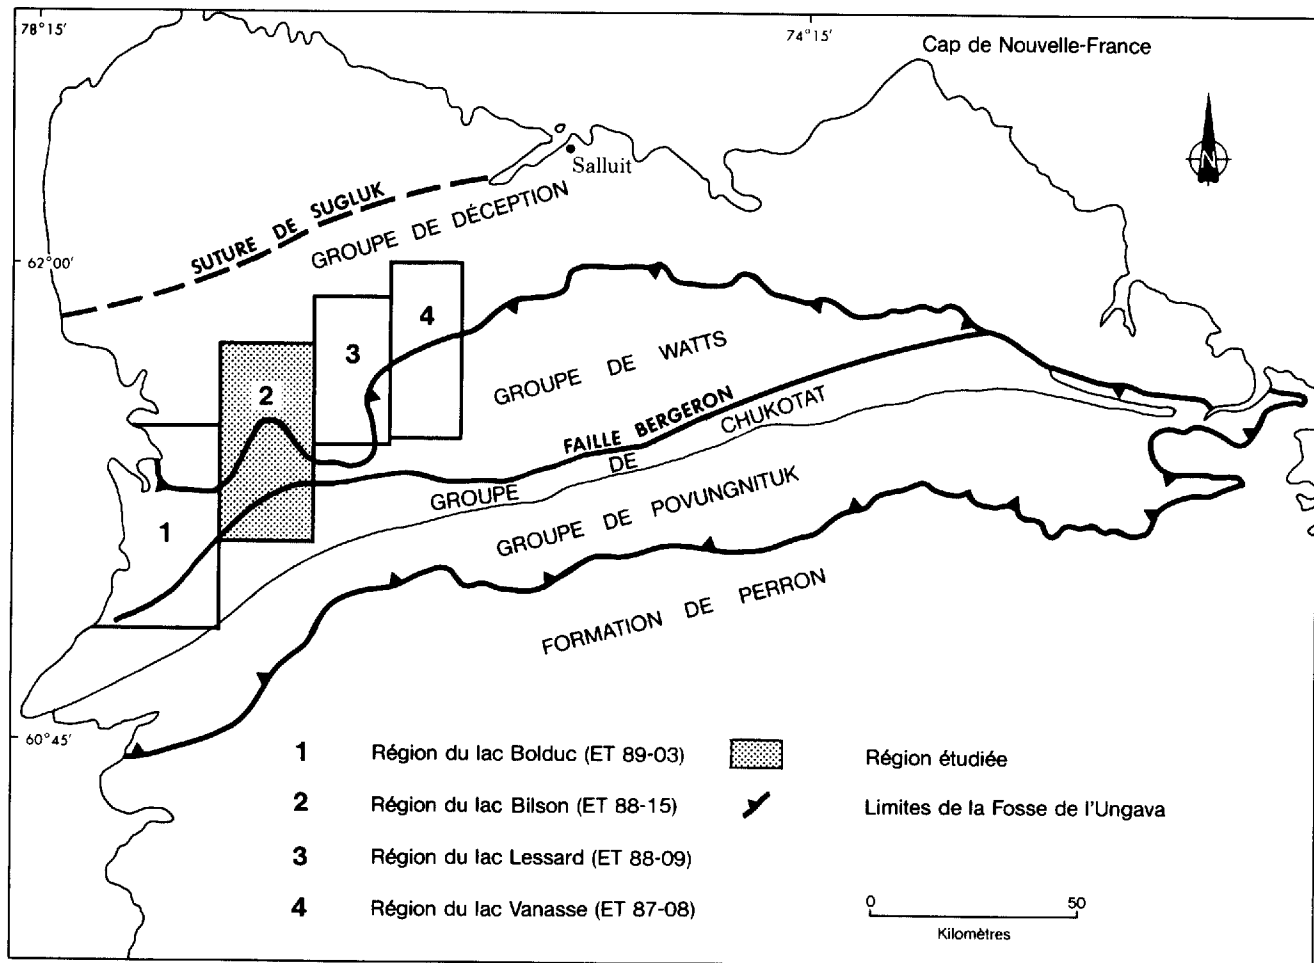 78°15′
74°15′
Cap de Nouvelle-France
N
Salluit
SUTURE DE SUGLUK
GROUPE DE DÉCEPTION
62°00′
4
3
2
1
GROUPE DE WATTS
FAILLE BERGERON
GROUPE DE CHUKOTAT
GROUPE DE POVUNGNITUK
FORMATION DE PERRON
60°45′
1 Région du lac Bolduc (ET 89-03)
2 Région du lac Bilson (ET 88-15)
3 Région du lac Lessard (ET 88-09)
4 Région du lac Vanasse (ET 87-08)
Région étudiée
Limites de la Fosse de l'Ungava
0 50
Kilomètres